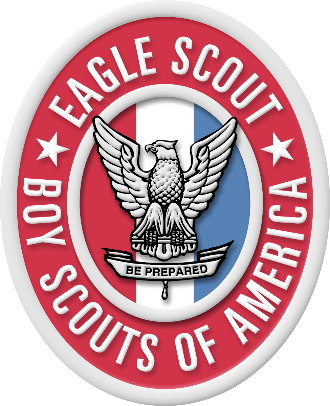 EAGLE SCOUT
BE PREPARED
BOY SCOUTS OF AMERICA